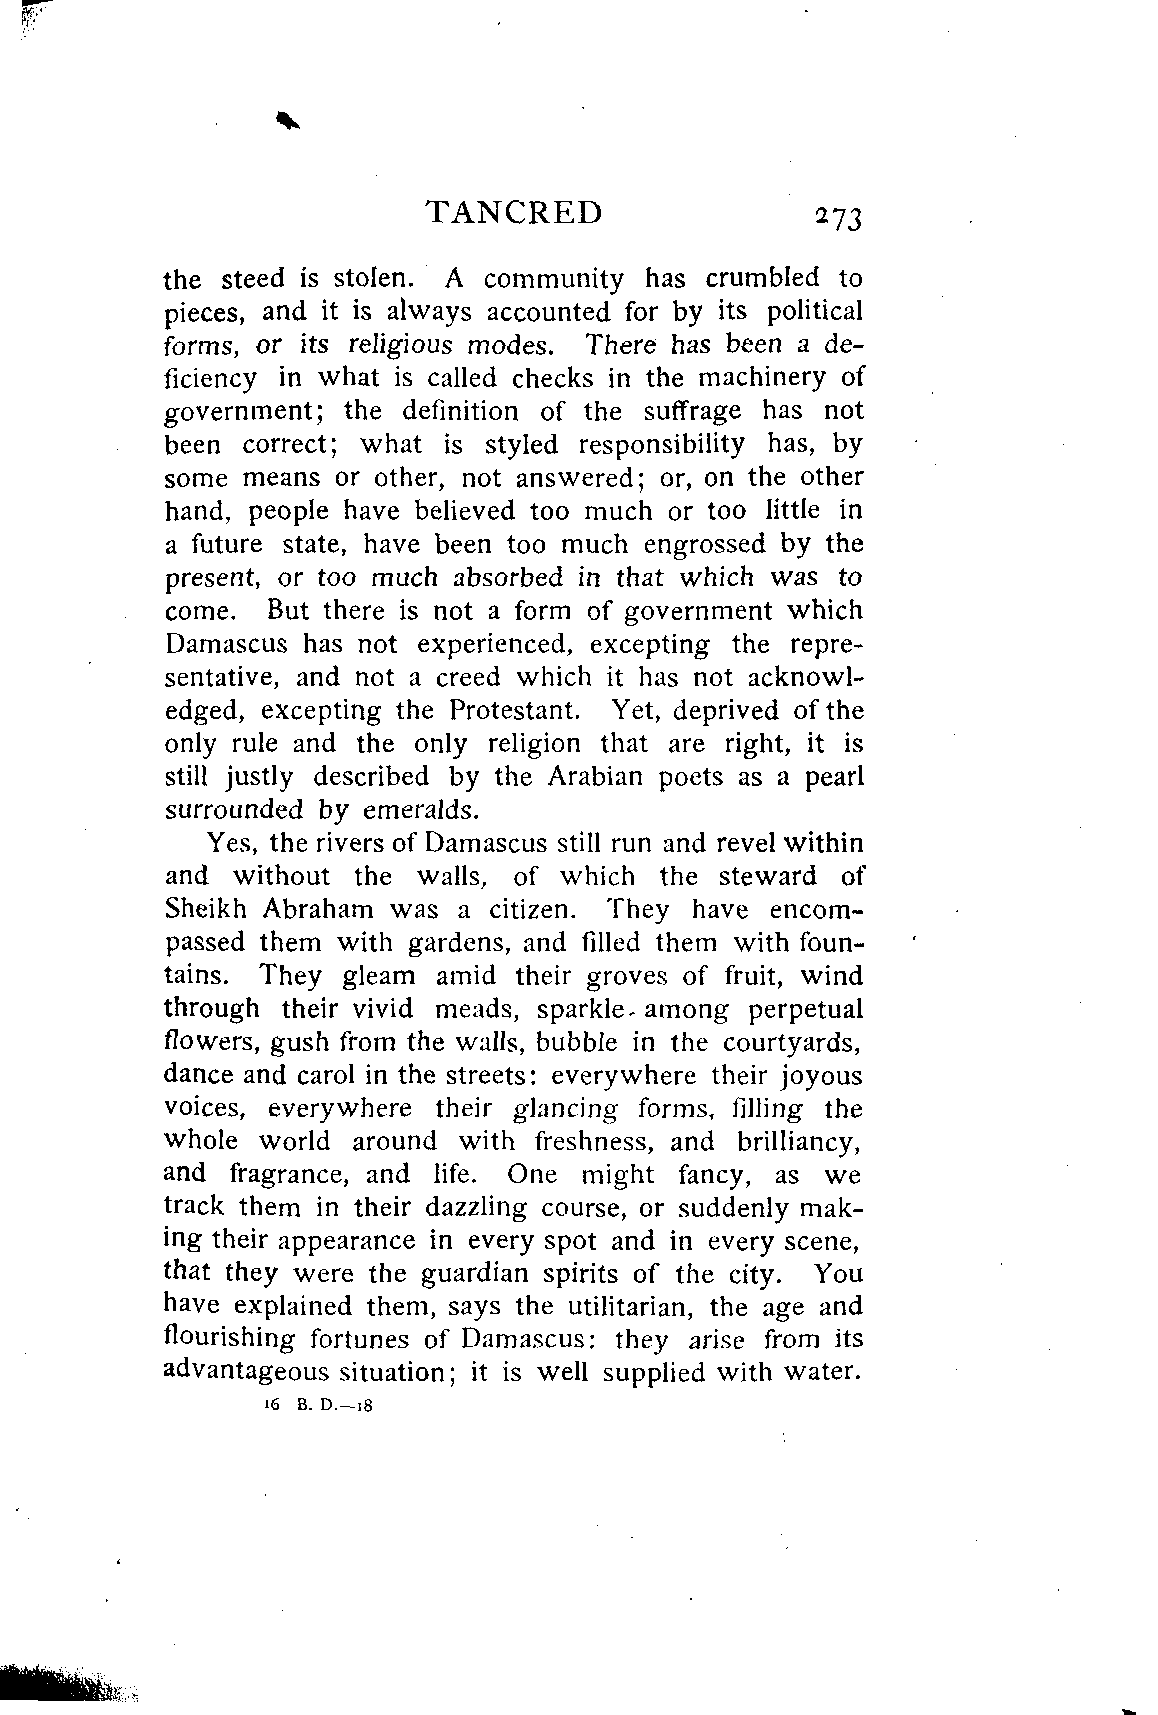 TANCRED 273
the steed is stolen. A community has crumbled to
pieces, and it is always accounted for by its political
forms, or its religious modes. There has been a de-
ficiency in what is called checks in the machinery of
government; the definition of the suffrage has not
been correct; what is styled responsibility has, by
some means or other, not answered; or, on the other
hand, people have believed too much or too little in
a future state, have been too much engrossed by the
present, or too much absorbed in that which was to
come. But there is not a form of government which
Damascus has not experienced, excepting the repre-
sentative, and not a creed which it has not acknowl-
edged, excepting the Protestant. Yet, deprived of the
only rule and the only religion that are right, it is
still justly described by the Arabian poets as a pearl
surrounded by emeralds.
Yes, the rivers of Damascus still run and revel within
and without the walls, of which the steward of
Sheikh Abraham was a citizen. They have encom-
passed them with gardens, and filled them with foun-
tains. They gleam amid their groves of fruit, wind
through their vivid meads, sparkle among perpetual
flowers, gush from the walls, bubble in the courtyards,
dance and carol in the streets: everywhere their joyous
voices, everywhere their glancing forms, filling the
whole world around with freshness, and brilliancy,
and fragrance, and life. One might fancy, as we
track them in their dazzling course, or suddenly mak-
ing their appearance in every spot and in every scene,
that they were the guardian spirits of the city. You
have explained them, says the utilitarian, the age and
flourishing fortunes of Damascus: they arise from its
advantageous situation; it is well supplied with water.
16 B. D.—18